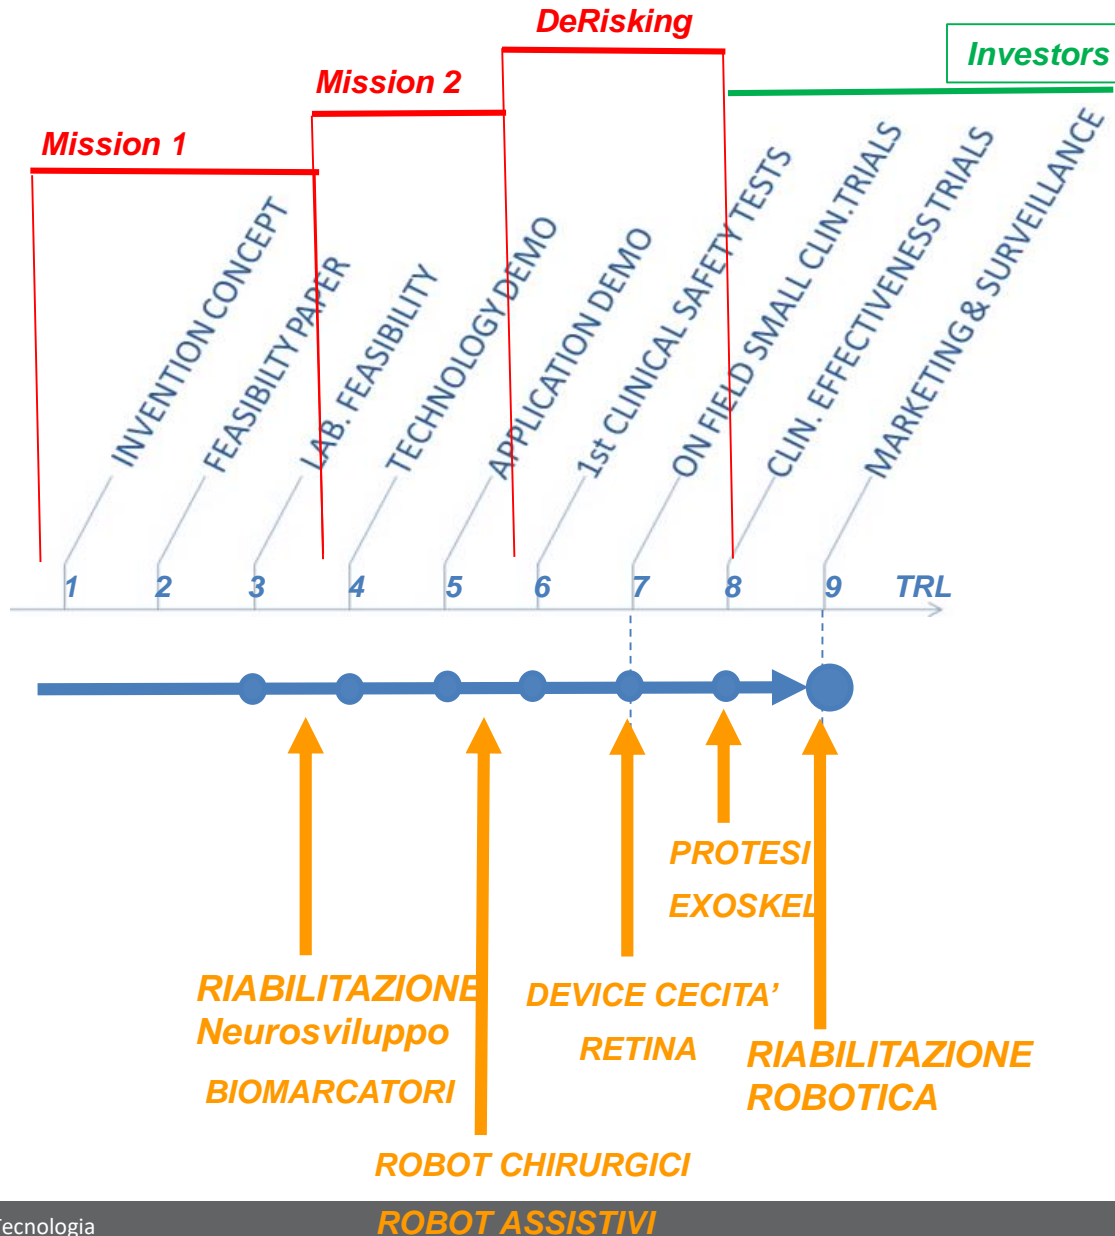 DeRisking
Investors
Mission 2
Mission 1
INVENTION CONCEPT
FEASIBILTY PAPER
LAB. FEASIBILITY
TECHNOLOGY DEMO
APPLICATION DEMO
1st CLINICAL SAFETY TESTS
ON FIELD SMALL CLIN.TRIALS
CLIN. EFFECTIVENESS TRIALS
MARKETING & SURVEILLANCE
1 2 3 4 5 6 7 8 9 TRL
PROTESI
EXOSKEL
RIABILITAZIONE
Neurosviluppo
BIOMARCATORI
DEVICE CECITA’
RETINA
RIABILITAZIONE
ROBOTICA
ROBOT CHIRURGICI
ROBOT ASSISTIVI
Tecnologia